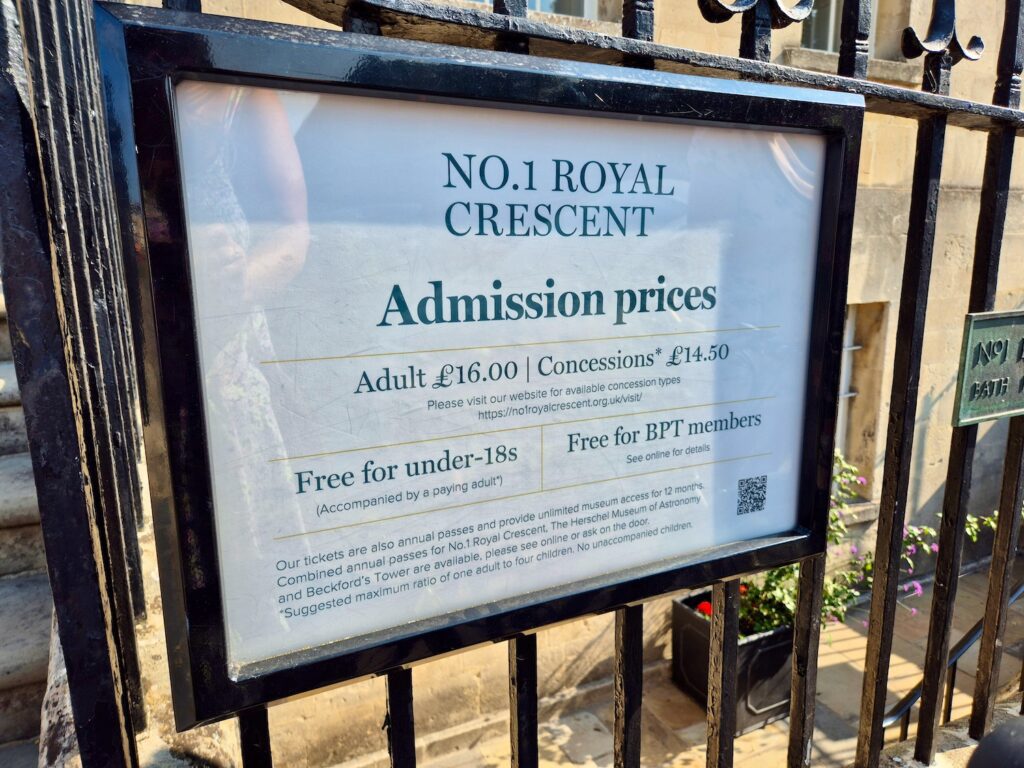 NO.1 ROYAL
CRESCENT
Admission prices
Adult £16.00 | Concessions* £14.50
Please visit our website for available concession types
https://no1royalcrescent.org.uk/visit/
Free for under-18s
(Accompanied by a paying adult*)
Free for BPT members
See online for details
Our tickets are also annual passes and provide unlimited museum access for 12 months.
Combined annual passes for No.1 Royal Crescent, The Herschel Museum of Astronomy
and Beckford's Tower are available, please see online or ask on the door.
*Suggested maximum ratio of one adult to four children. No unaccompanied children.
No1
BATH